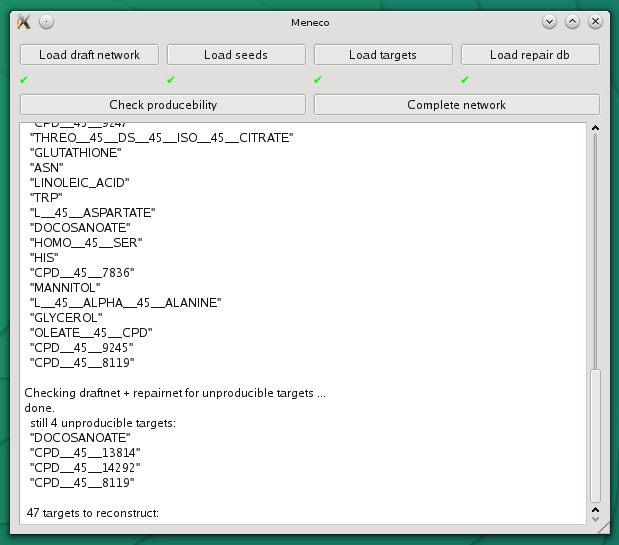 Meneco
Load draft network
Load seeds
Load targets
Load repair db
✔ ✔ ✔ ✔
Check producebility
Complete network
"CPD__45__9247"
"THREO__45__DS__45__ISO__45__CITRATE"
"GLUTATHIONE"
"ASN"
"LINOLEIC_ACID"
"TRP"
"L__45__ASPARTATE"
"DOCOSANOATE"
"HOMO__45__SER"
"HIS"
"CPD__45__7836"
"MANNITOL"
"L__45__ALPHA__45__ALANINE"
"GLYCEROL"
"OLEATE__45__CPD"
"CPD__45__9245"
"CPD__45__8119"
Checking draftnet + repairnet for unproducible targets ...
done.
still 4 unproducible targets:
"DOCOSANOATE"
"CPD__45__13814"
"CPD__45__14292"
"CPD__45__8119"
47 targets to reconstruct: